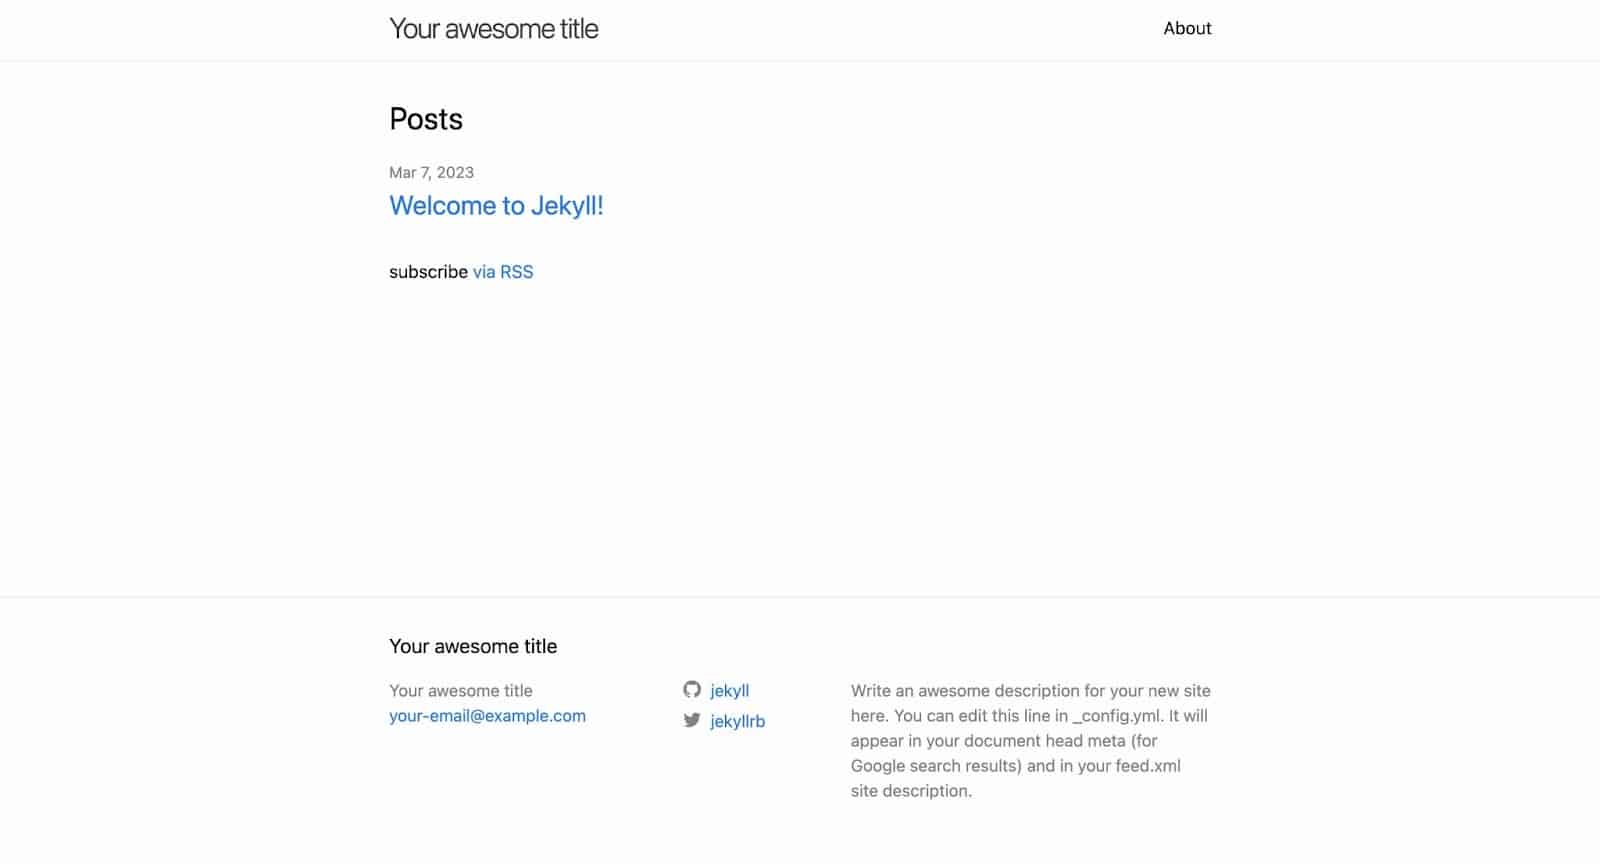 Your awesome title
About
Posts
Mar 7, 2023
Welcome to Jekyll!
subscribe via RSS
Your awesome title
Your awesome title
your-email@example.com
jekyll
jekyllrb
Write an awesome description for your new site
here. You can edit this line in _config.yml. It will
appear in your document head meta (for
Google search results) and in your feed.xml
site description.